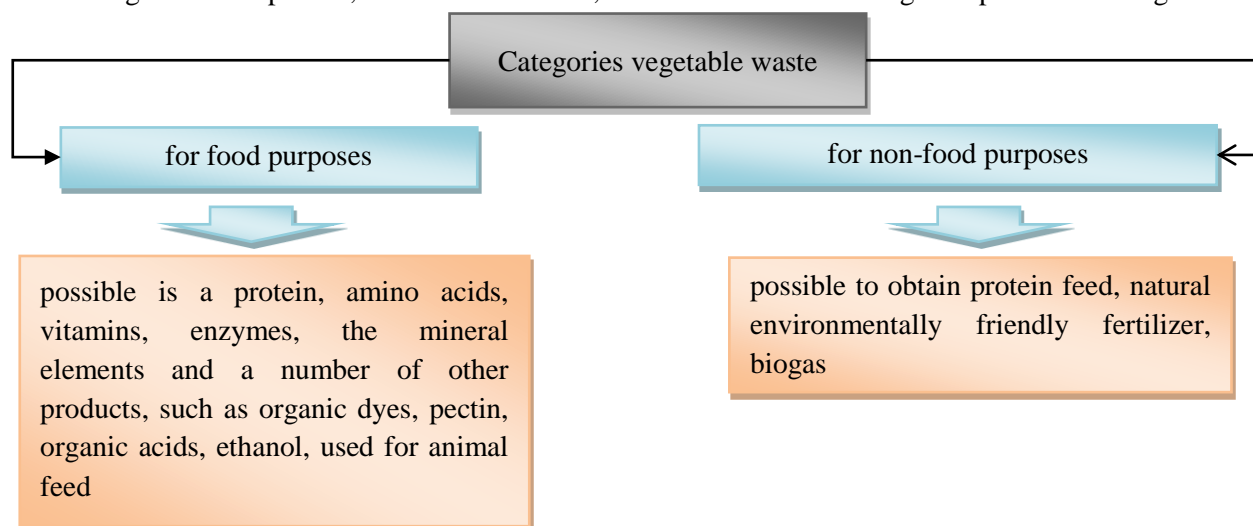 Categories vegetable waste
for food purposes
for non-food purposes
possible is a protein, amino acids,
vitamins, enzymes, the mineral
elements and a number of other
products, such as organic dyes, pectin,
organic acids, ethanol, used for animal
feed
possible to obtain protein feed, natural
environmentally friendly fertilizer,
biogas